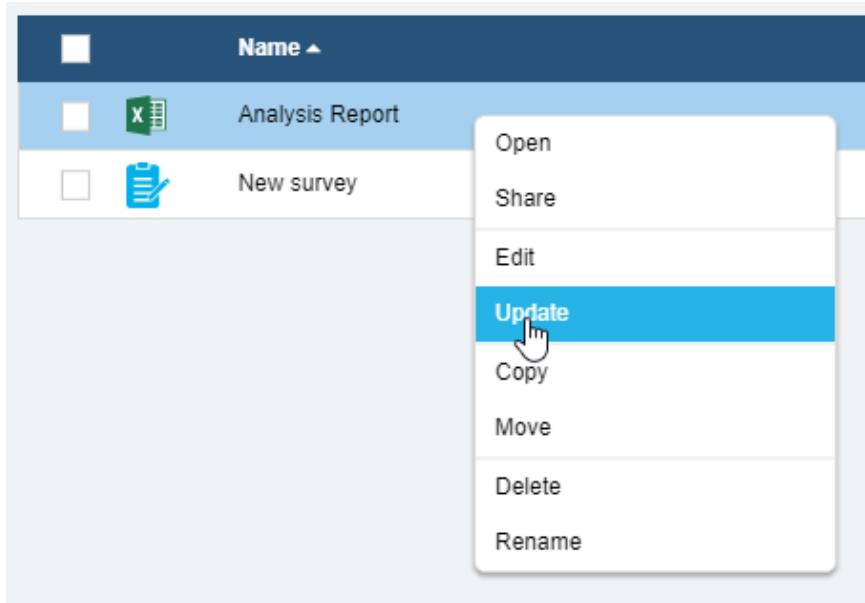 Name
Analysis Report
New survey
Open
Share
Edit
Update
Copy
Move
Delete
Rename